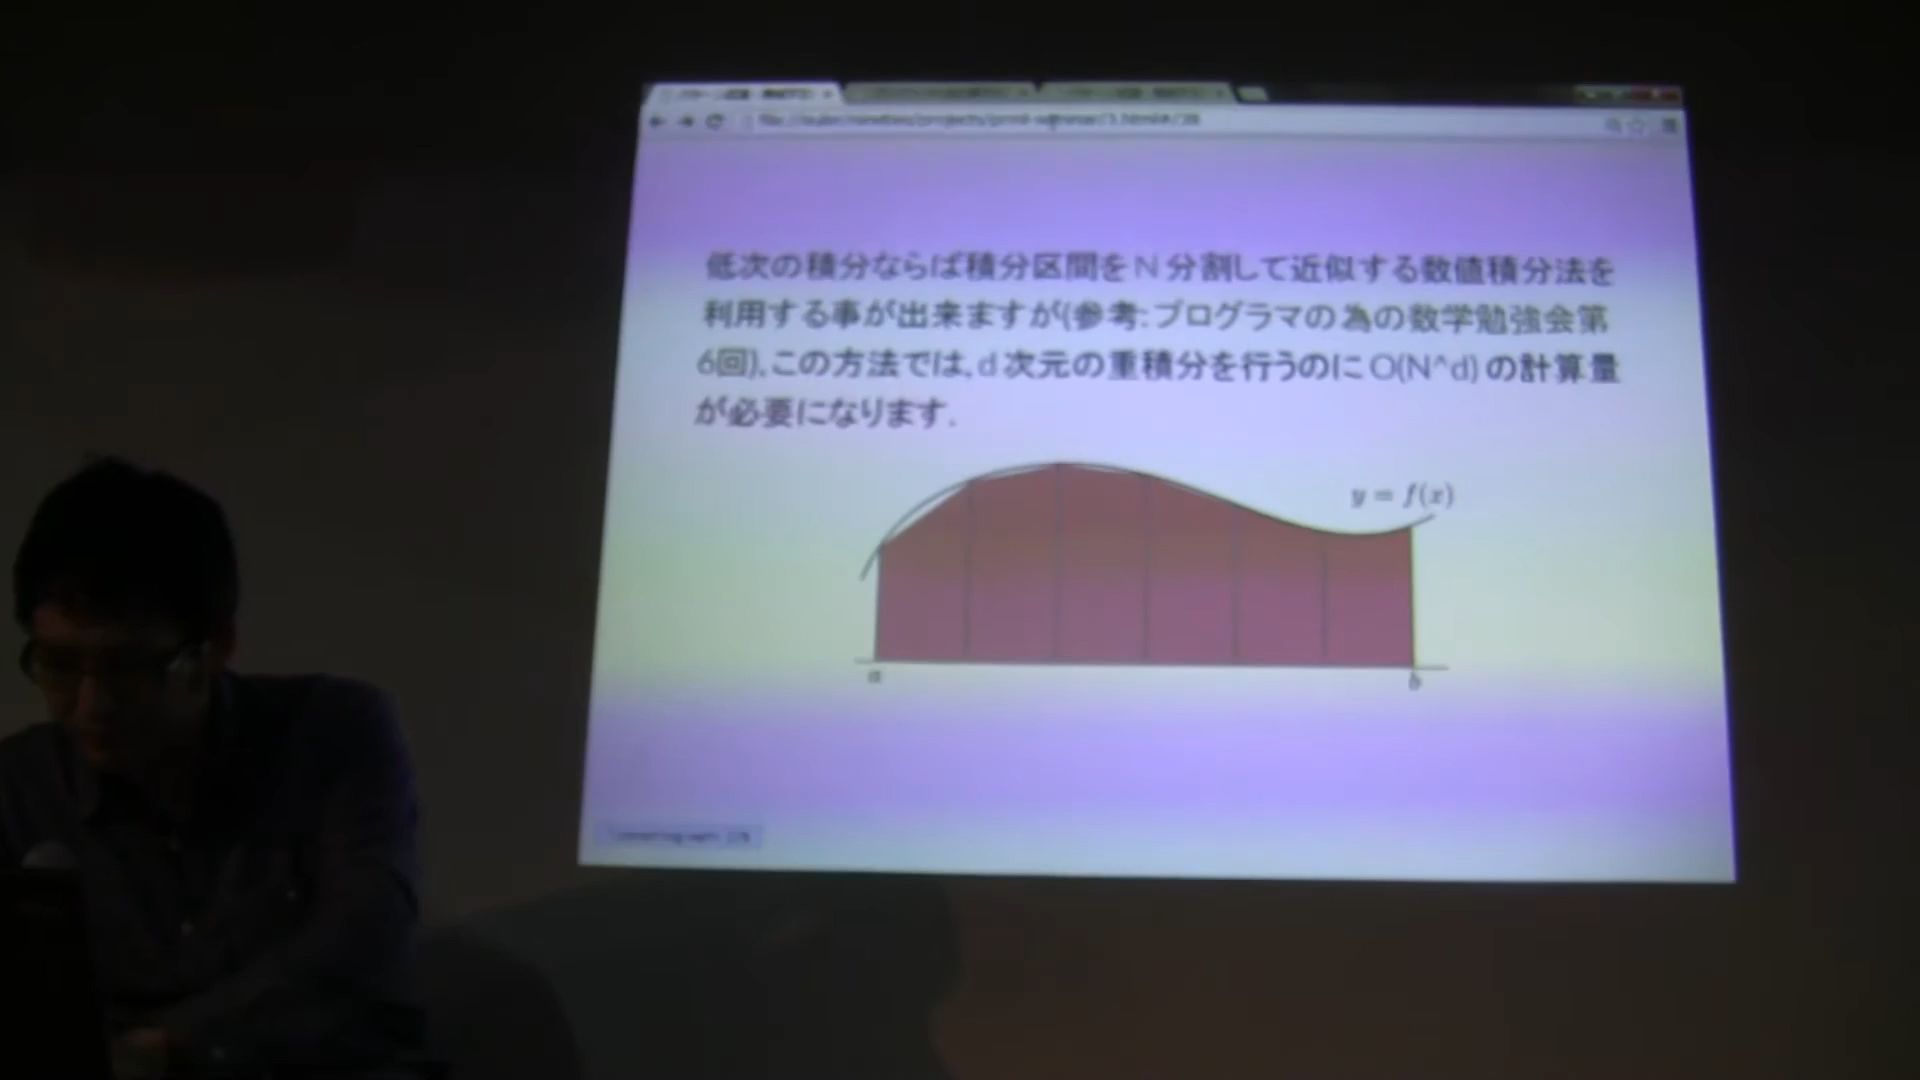 低次の積分ならば積分区間をN分割して近似する数値積分法を
利用する事が出来ますが(参考:プログラマの為の数学勉強会第
6回),この方法では,d次元の重積分を行うのにO(N^d)の計算量
が必要になります.
y = f(x)
a
b